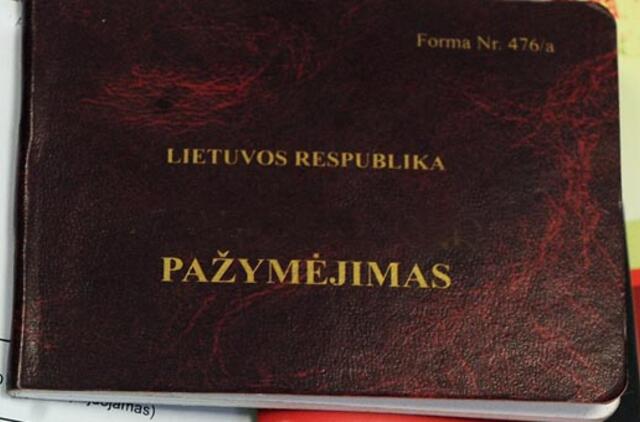 Forma Nr. 476/a
LIETUVOS RESPUBLIKA
PAŽYMĖJIMAS